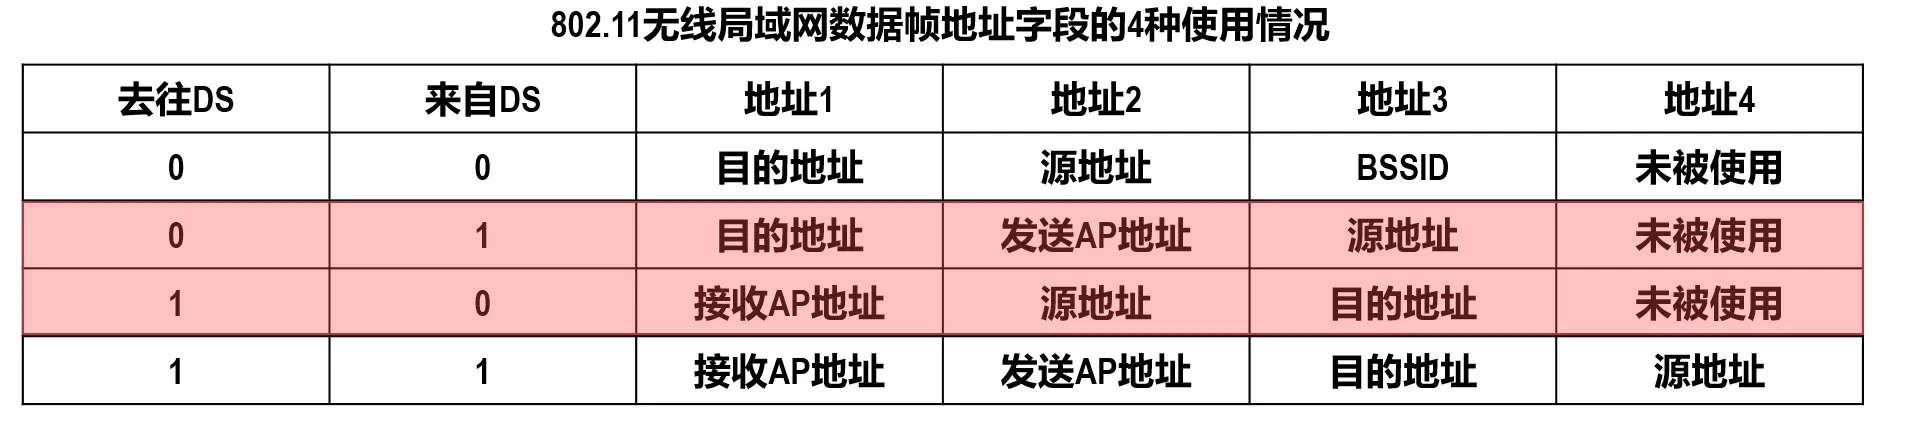 802.11无线局域网数据帧地址字段的4种使用情况
去往DS 来自DS 地址1 地址2 地址3 地址4
0 0 目的地址 源地址 BSSID 未被使用
0 1 目的地址 发送AP地址 源地址 未被使用
1 0 接收AP地址 源地址 目的地址 未被使用
1 1 接收AP地址 发送AP地址 目的地址 源地址